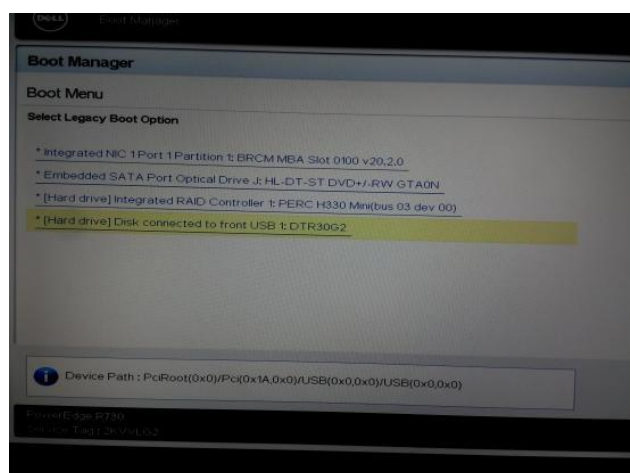 DELL
Boot Manager
Boot Manager
Boot Menu
Select Legacy Boot Option
* Integrated NIC 1 Port 1 Partition 1: BRCM MBA Slot 0100 v20.2.0
* Embedded SATA Port Optical Drive J: HL-DT-ST DVD+/-RW GTA0N
* [Hard drive] Integrated RAID Controller 1: PERC H330 Mini(bus 03 dev 00)
* [Hard drive] Disk connected to front USB 1: DTR30G2
Device Path : PciRoot(0x0)/Pci(0x1A,0x0)/USB(0x0,0x0)/USB(0x0,0x0)
PowerEdge R730
Service Tag: